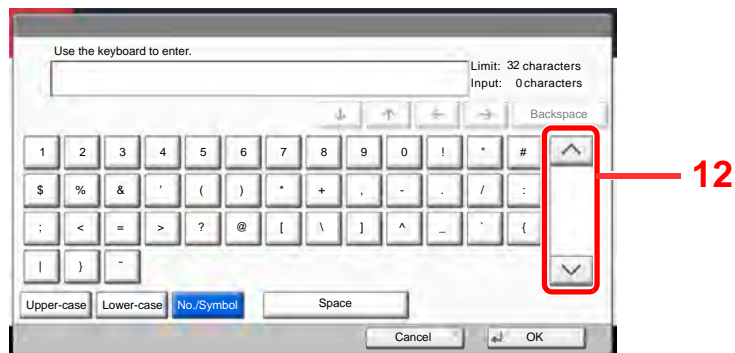 Use the keyboard to enter.
Limit: 32 characters
Input: 0 characters
Backspace
1 2 3 4 5 6 7 8 9 0 ! " #
$ % & ' ( ) * + , - . / :
; < = > ? @ [ \ ] ^ _ ` {
| } ~
12
Upper-case Lower-case No./Symbol Space
Cancel OK